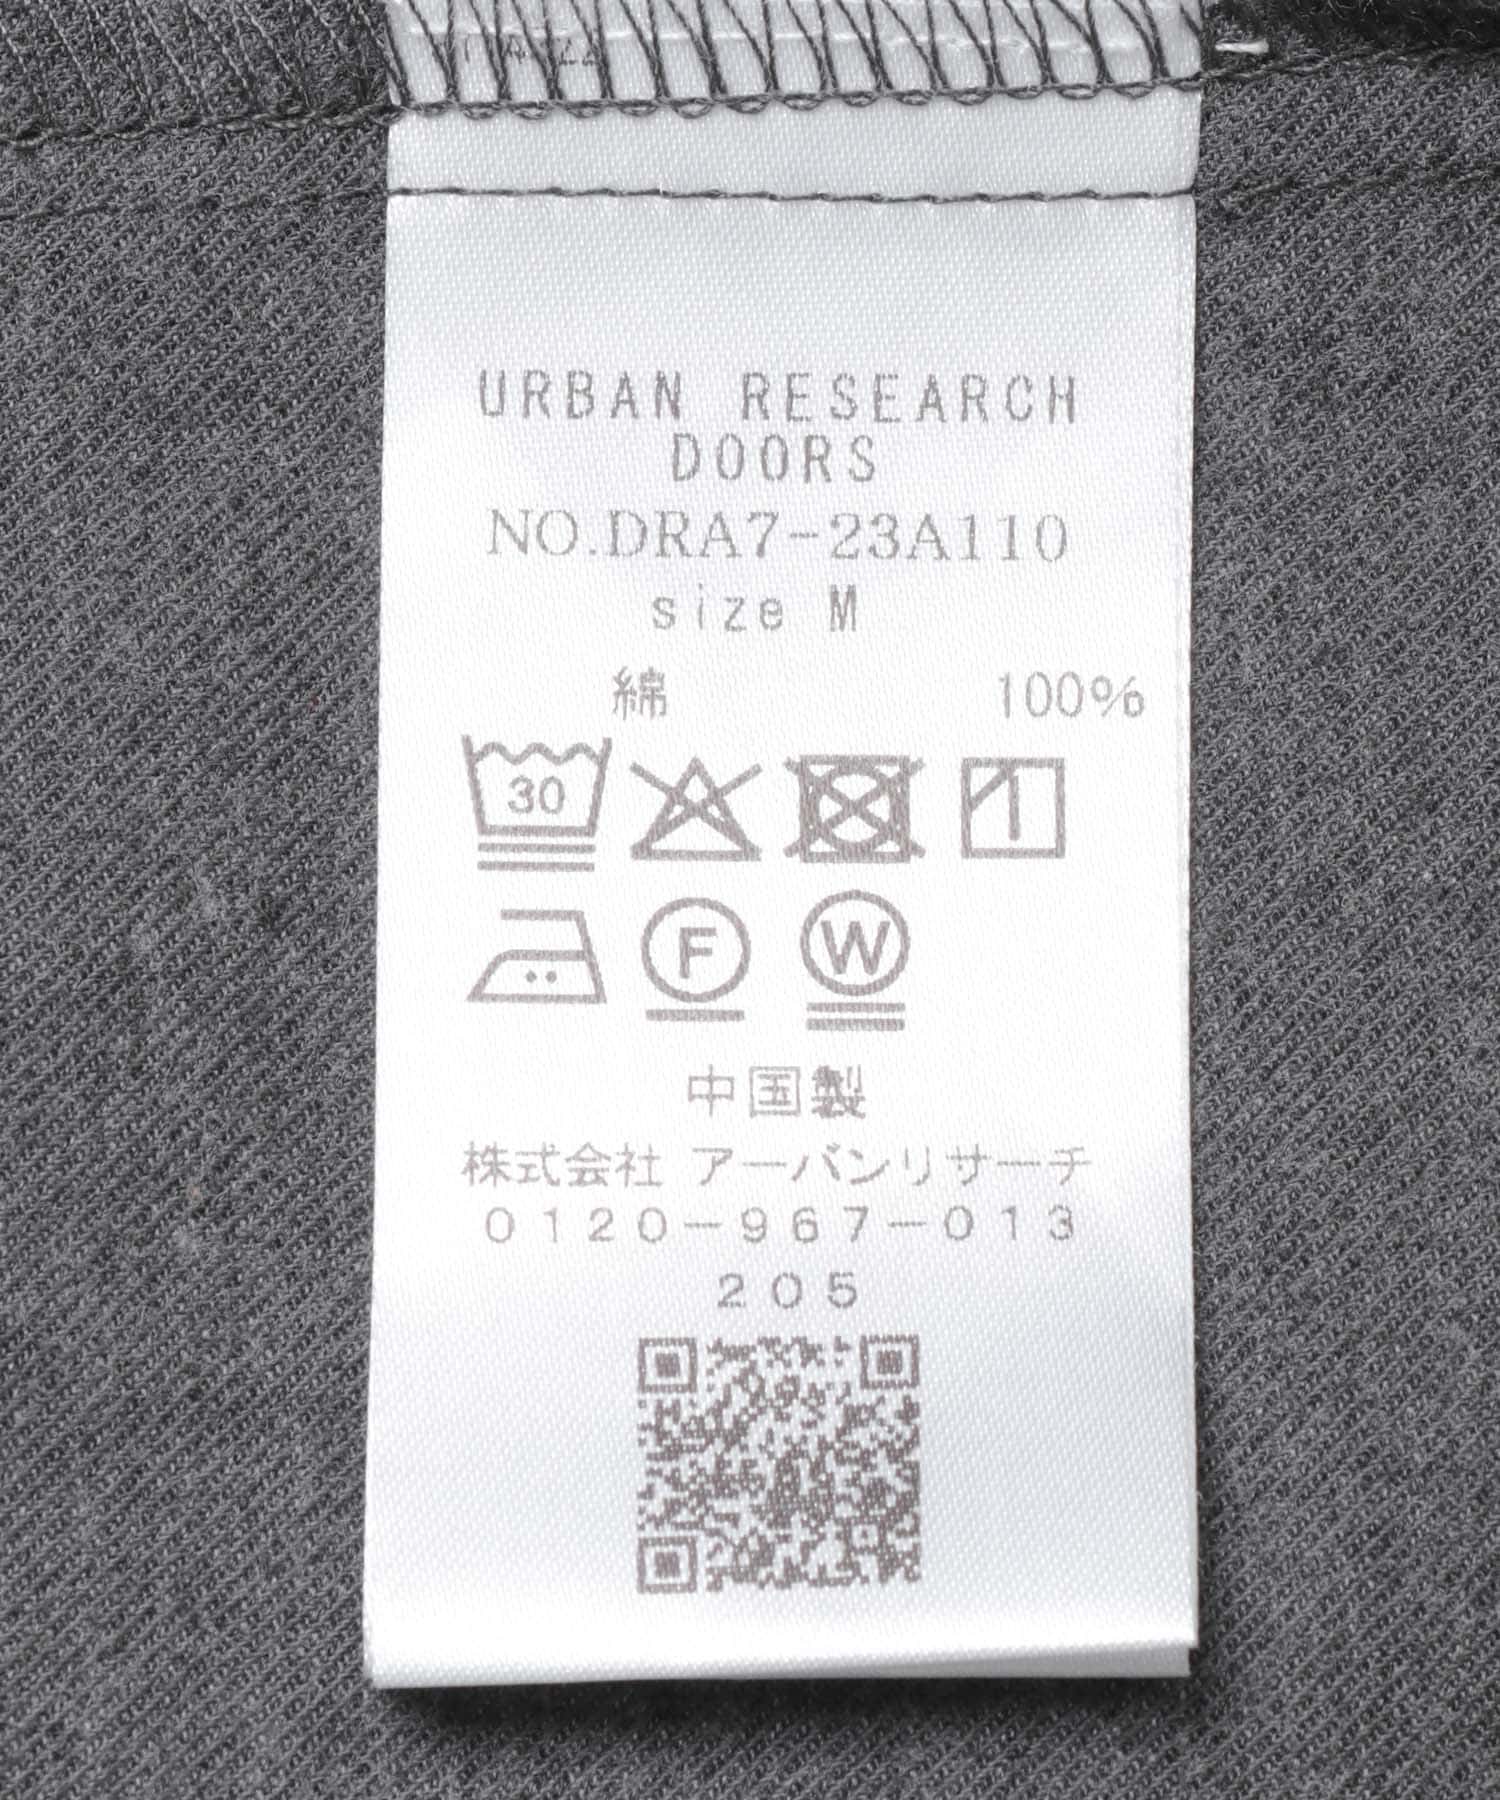 URBAN RESEARCH
DOORS
NO.DRA7-23A110
size M
綿 100%
30
F W
中国製
株式会社 アーバンリサーチ
0120-967-013
205